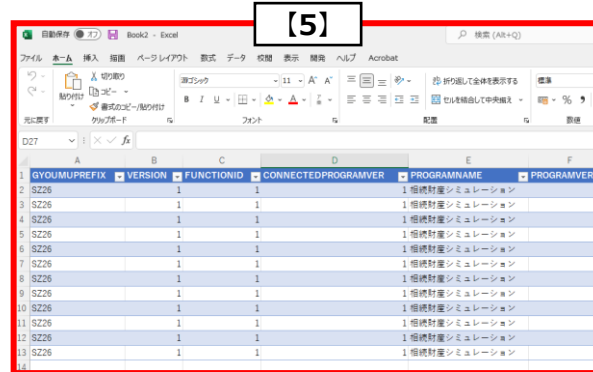 【5】
自動保存 オフ Book2 - Excel 検索 (Alt+Q)
ファイル ホーム 挿入 描画 ページレイアウト 数式 データ 校閲 表示 開発 ヘルプ Acrobat
切り取り 游ゴシック 11 A^ A˅ 折り返して全体を表示する 標準
貼り付け コピー B I U A セルを結合して中央揃え % 9
書式のコピー/貼り付け
元に戻す クリップボード フォント 配置 数値
D27 fx
A B C D E F
1 GYOUMUPREFIX VERSION FUNCTIONID CONNECTEDPROGRAMVER PROGRAMNAME PROGRAMVER
2 SZ26 1 1 1 相続財産シミュレーション
3 SZ26 1 1 1 相続財産シミュレーション
4 SZ26 1 1 1 相続財産シミュレーション
5 SZ26 1 1 1 相続財産シミュレーション
6 SZ26 1 1 1 相続財産シミュレーション
7 SZ26 1 1 1 相続財産シミュレーション
8 SZ26 1 1 1 相続財産シミュレーション
9 SZ26 1 1 1 相続財産シミュレーション
10 SZ26 1 1 1 相続財産シミュレーション
11 SZ26 1 1 1 相続財産シミュレーション
12 SZ26 1 1 1 相続財産シミュレーション
13 SZ26 1 1 1 相続財産シミュレーション
14